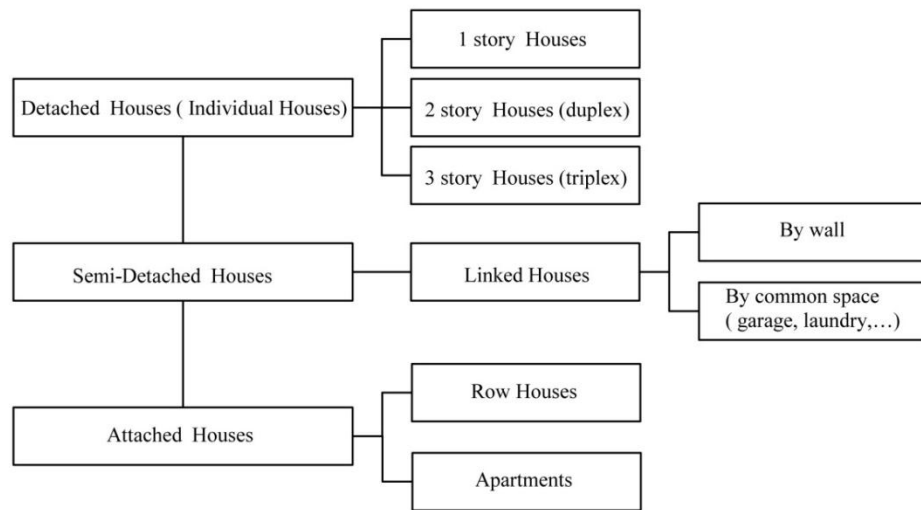 1 story Houses
Detached Houses ( Individual Houses)
2 story Houses (duplex)
3 story Houses (triplex)
By wall
Semi-Detached Houses
Linked Houses
By common space
( garage, laundry,...)
Row Houses
Attached Houses
Apartments